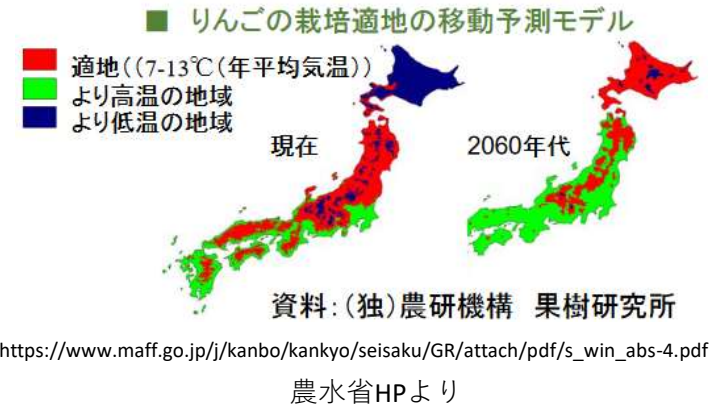 ■ りんごの栽培適地の移動予測モデル
適地((7-13℃(年平均気温))
より高温の地域
より低温の地域
現在
2060年代
資料:(独)農研機構 果樹研究所
https://www.maff.go.jp/j/kanbo/kankyo/seisaku/GR/attach/pdf/s_win_abs-4.pdf
農水省HPより